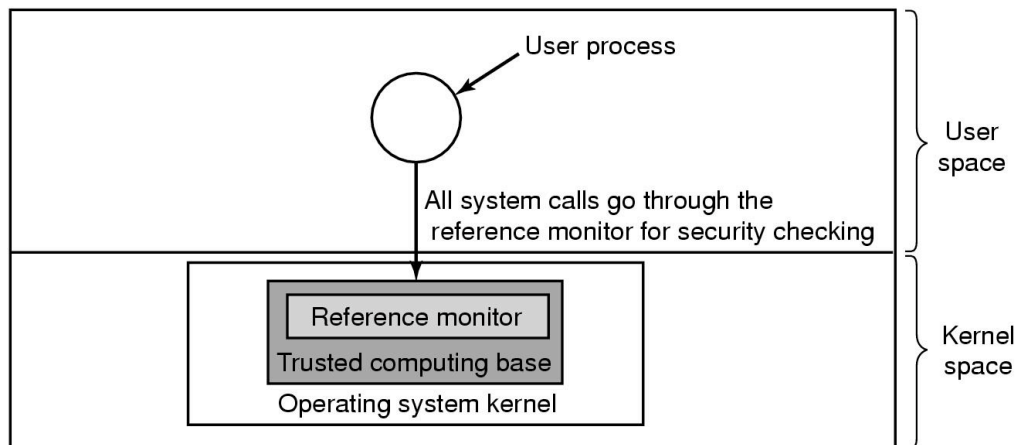 User process
User
space
All system calls go through the
reference monitor for security checking
Reference monitor
Trusted computing base
Operating system kernel
Kernel
space